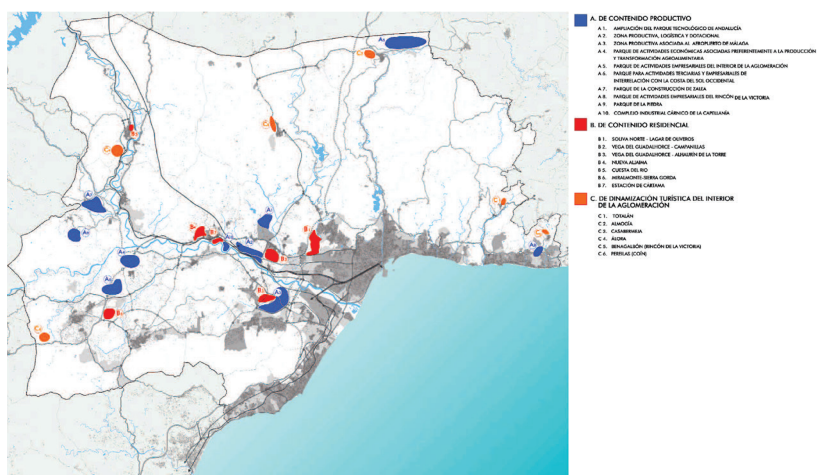 A. DE CONTENIDO PRODUCTIVO
A 1. AMPLIACIÓN DEL PARQUE TECNOLÓGICO DE ANDALUCÍA
A 2. ZONA PRODUCTIVA, LOGÍSTICA Y DOTACIONAL
A 3. ZONA PRODUCTIVA ASOCIADA AL AEROPUERTO DE MÁLAGA
A 4. PARQUE DE ACTIVIDADES ECONÓMICAS ASOCIADAS PREFERENTEMENTE A LA PRODUCCIÓN
Y TRANSFORMACIÓN AGROALIMENTARIA
A 5. PARQUE DE ACTIVIDADES EMPRESARIALES DEL INTERIOR DE LA AGLOMERACIÓN
A 6. PARQUE PARA ACTIVIDADES TERCIARIAS Y EMPRESARIALES DE
INTERRELACIÓN CON LA COSTA DEL SOL OCCIDENTAL
A 7. PARQUE DE LA CONSTRUCCIÓN DE ZALEA
A 8. PARQUE DE ACTIVIDADES EMPRESARIALES DEL RINCÓN DE LA VICTORIA
A 9. PARQUE DE LA PIEDRA
A 10. COMPLEJO INDUSTRIAL CÁRNICO DE LA CAPELLANÍA
B. DE CONTENIDO RESIDENCIAL
B 1. SOLIVA NORTE - LAGAR DE OLIVEROS
B 2. VEGA DEL GUADALHORCE - CAMPANILLAS
B 3. VEGA DEL GUADALHORCE - ALHAURÍN DE LA TORRE
B 4. NUEVA ALJAIMA
B 5. CUESTA DEL RIO
B 6. MIRALMONTE-SIERRA GORDA
B 7. ESTACIÓN DE CÁRTAMA
C. DE DINAMIZACIÓN TURÍSTICA DEL INTERIOR
DE LA AGLOMERACIÓN
C 1. TOTALÁN
C 2. ALMOGÍA
C 3. CASABERMEJA
C 4. ÁLORA
C 5. BENAGALBÓN (RINCÓN DE LA VICTORIA)
C 6. PEREILAS (COÍN)